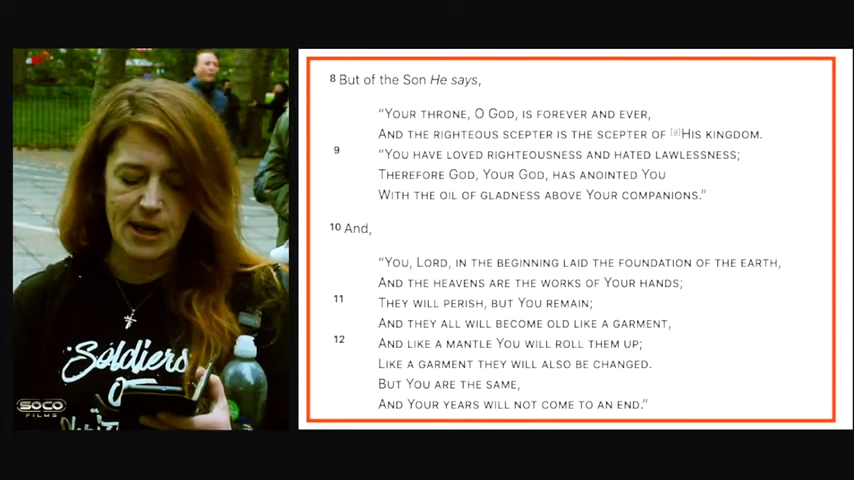 Soldiers
OF
SOCO
FILMS
8 But of the Son He says,
"YOUR THRONE, O GOD, IS FOREVER AND EVER,
AND THE RIGHTEOUS SCEPTER IS THE SCEPTER OF [a]HIS KINGDOM.
9 "YOU HAVE LOVED RIGHTEOUSNESS AND HATED LAWLESSNESS;
THEREFORE GOD, YOUR GOD, HAS ANOINTED YOU
WITH THE OIL OF GLADNESS ABOVE YOUR COMPANIONS."
10 And,
"YOU, LORD, IN THE BEGINNING LAID THE FOUNDATION OF THE EARTH,
AND THE HEAVENS ARE THE WORKS OF YOUR HANDS;
11 THEY WILL PERISH, BUT YOU REMAIN;
AND THEY ALL WILL BECOME OLD LIKE A GARMENT,
12 AND LIKE A MANTLE YOU WILL ROLL THEM UP;
LIKE A GARMENT THEY WILL ALSO BE CHANGED.
BUT YOU ARE THE SAME,
AND YOUR YEARS WILL NOT COME TO AN END."